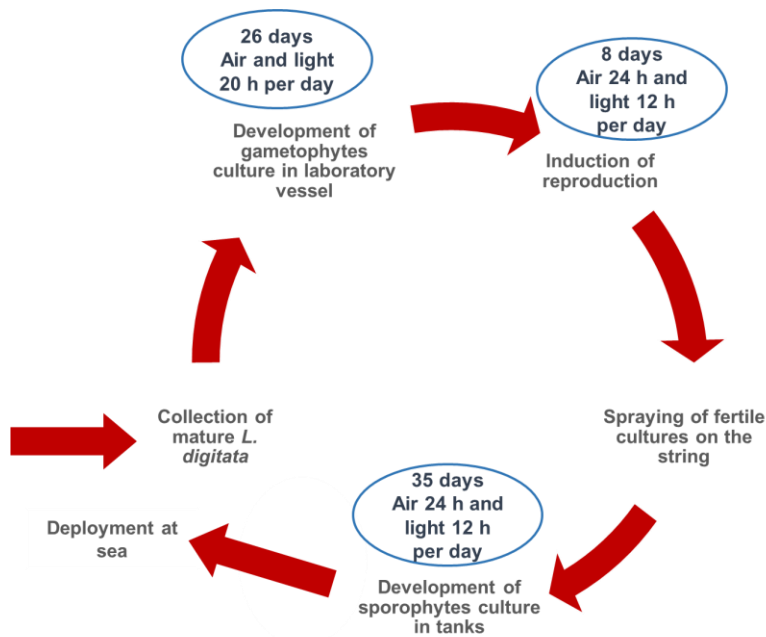 26 days
Air and light
20 h per day
Development of
gametophytes
culture in laboratory
vessel
8 days
Air 24 h and
light 12 h
per day
Induction of
reproduction
Spraying of fertile
cultures on the
string
35 days
Air 24 h and
light 12 h
per day
Development of
sporophytes culture
in tanks
Deployment at
sea
Collection of
mature L.
digitata